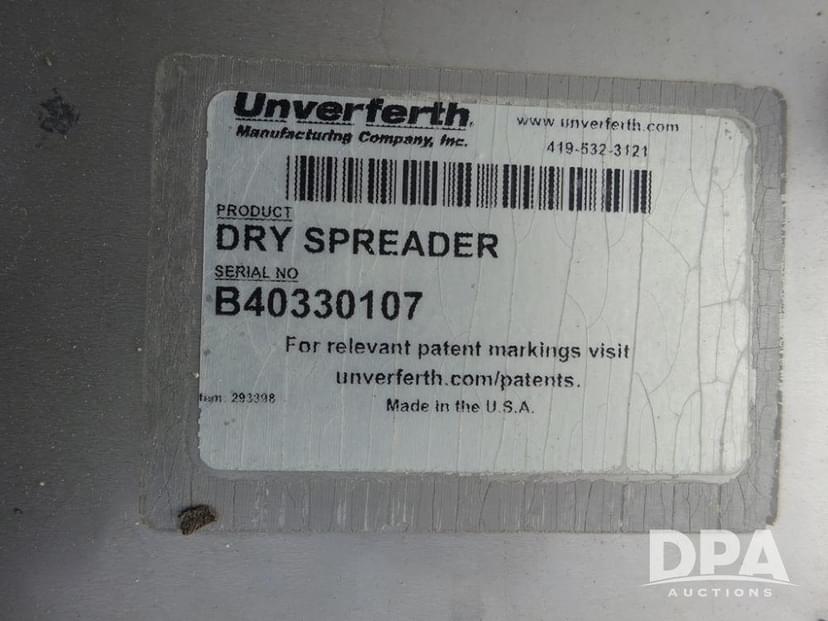 Unverferth
Manufacturing Company, Inc.
www.unverferth.com
419-532-3121
PRODUCT
DRY SPREADER
SERIAL NO
B40330107
For relevant patent markings visit
unverferth.com/patents.
293398
Made in the U.S.A.
DPA
AUCTIONS